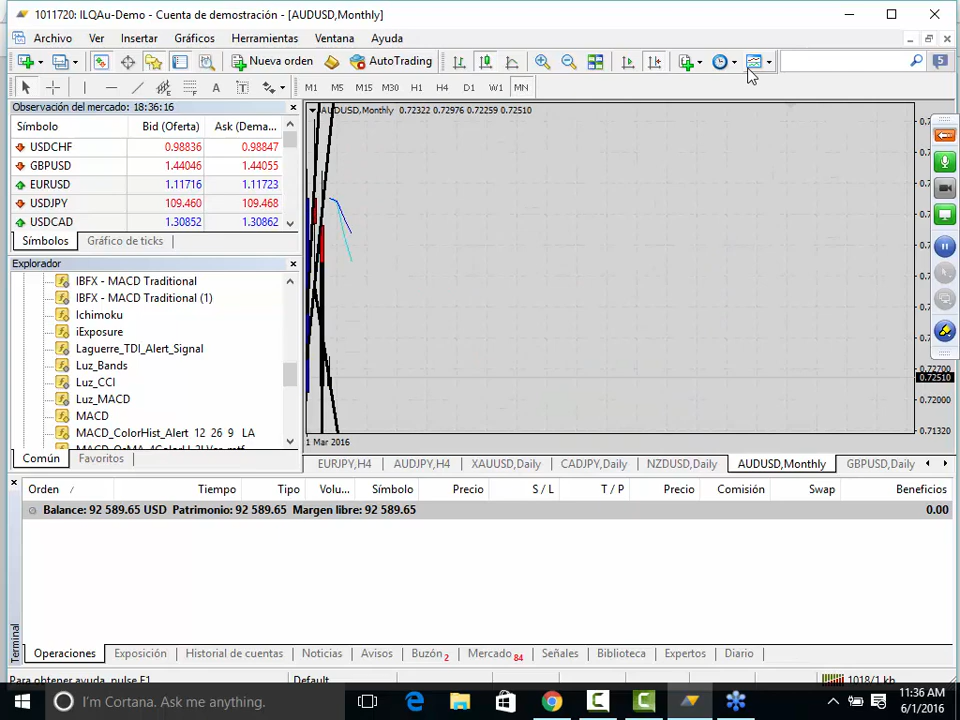 1011720: ILQAu-Demo - Cuenta de demostración - [AUDUSD,Monthly]
Archivo Ver Insertar Gráficos Herramientas Ventana Ayuda
Nueva orden AutoTrading 5
A T M1 M5 M15 M30 H1 H4 D1 W1 MN
Observación del mercado: 18:36:16
Símbolo Bid (Oferta) Ask (Dema...
USDCHF 0.98836 0.98847
GBPUSD 1.44046 1.44055
EURUSD 1.11716 1.11723
USDJPY 109.460 109.468
USDCAD 1.30852 1.30862
Símbolos Gráfico de ticks
Explorador
IBFX - MACD Traditional
IBFX - MACD Traditional (1)
Ichimoku
iExposure
Laguerre_TDI_Alert_Signal
Luz_Bands
Luz_CCI
Luz_MACD
MACD
MACD_ColorHist_Alert 12 26 9 LA
Común Favoritos
AUDUSD,Monthly 0.72322 0.72976 0.72259 0.72510
0.72700
0.72510
0.72000
0.71320
1 Mar 2016
EURJPY,H4 AUDJPY,H4 XAUUSD,Daily CADJPY,Daily NZDUSD,Daily AUDUSD,Monthly GBPUSD,Daily
Orden Tiempo Tipo Volu... Símbolo Precio S / L T / P Precio Comisión Swap Beneficios
Balance: 92 589.65 USD Patrimonio: 92 589.65 Margen libre: 92 589.65 0.00
Terminal
Operaciones Exposición Historial de cuentas Noticias Avisos Buzón 2 Mercado 84 Señales Biblioteca Expertos Diario
Para obtener ayuda, pulse F1 Default 1018/1 kb
I'm Cortana. Ask me anything.
11:36 AM
6/1/2016